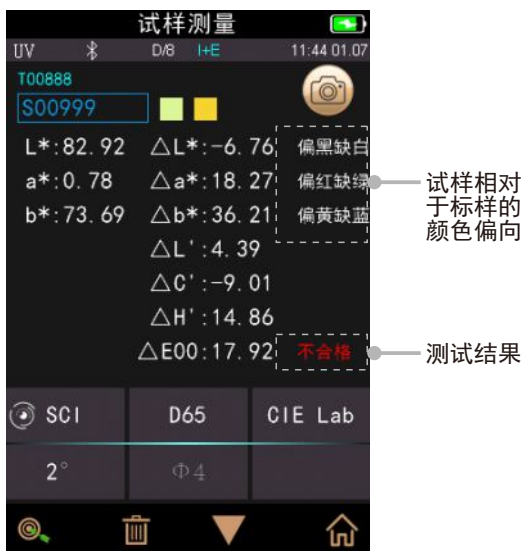 试样测量
UV D/8 I+E 11:44 01.07
T00888
S00999
L*:82.92 △L*:-6.76 偏黑缺白
a*:0.78 △a*:18.27 偏红缺绿
b*:73.69 △b*:36.21 偏黄缺蓝
△L':4.39
△C':-9.01
△H':14.86
△E00:17.92 不合格
试样相对
于标样的
颜色偏向
测试结果
SCI D65 CIE Lab
2° Φ4